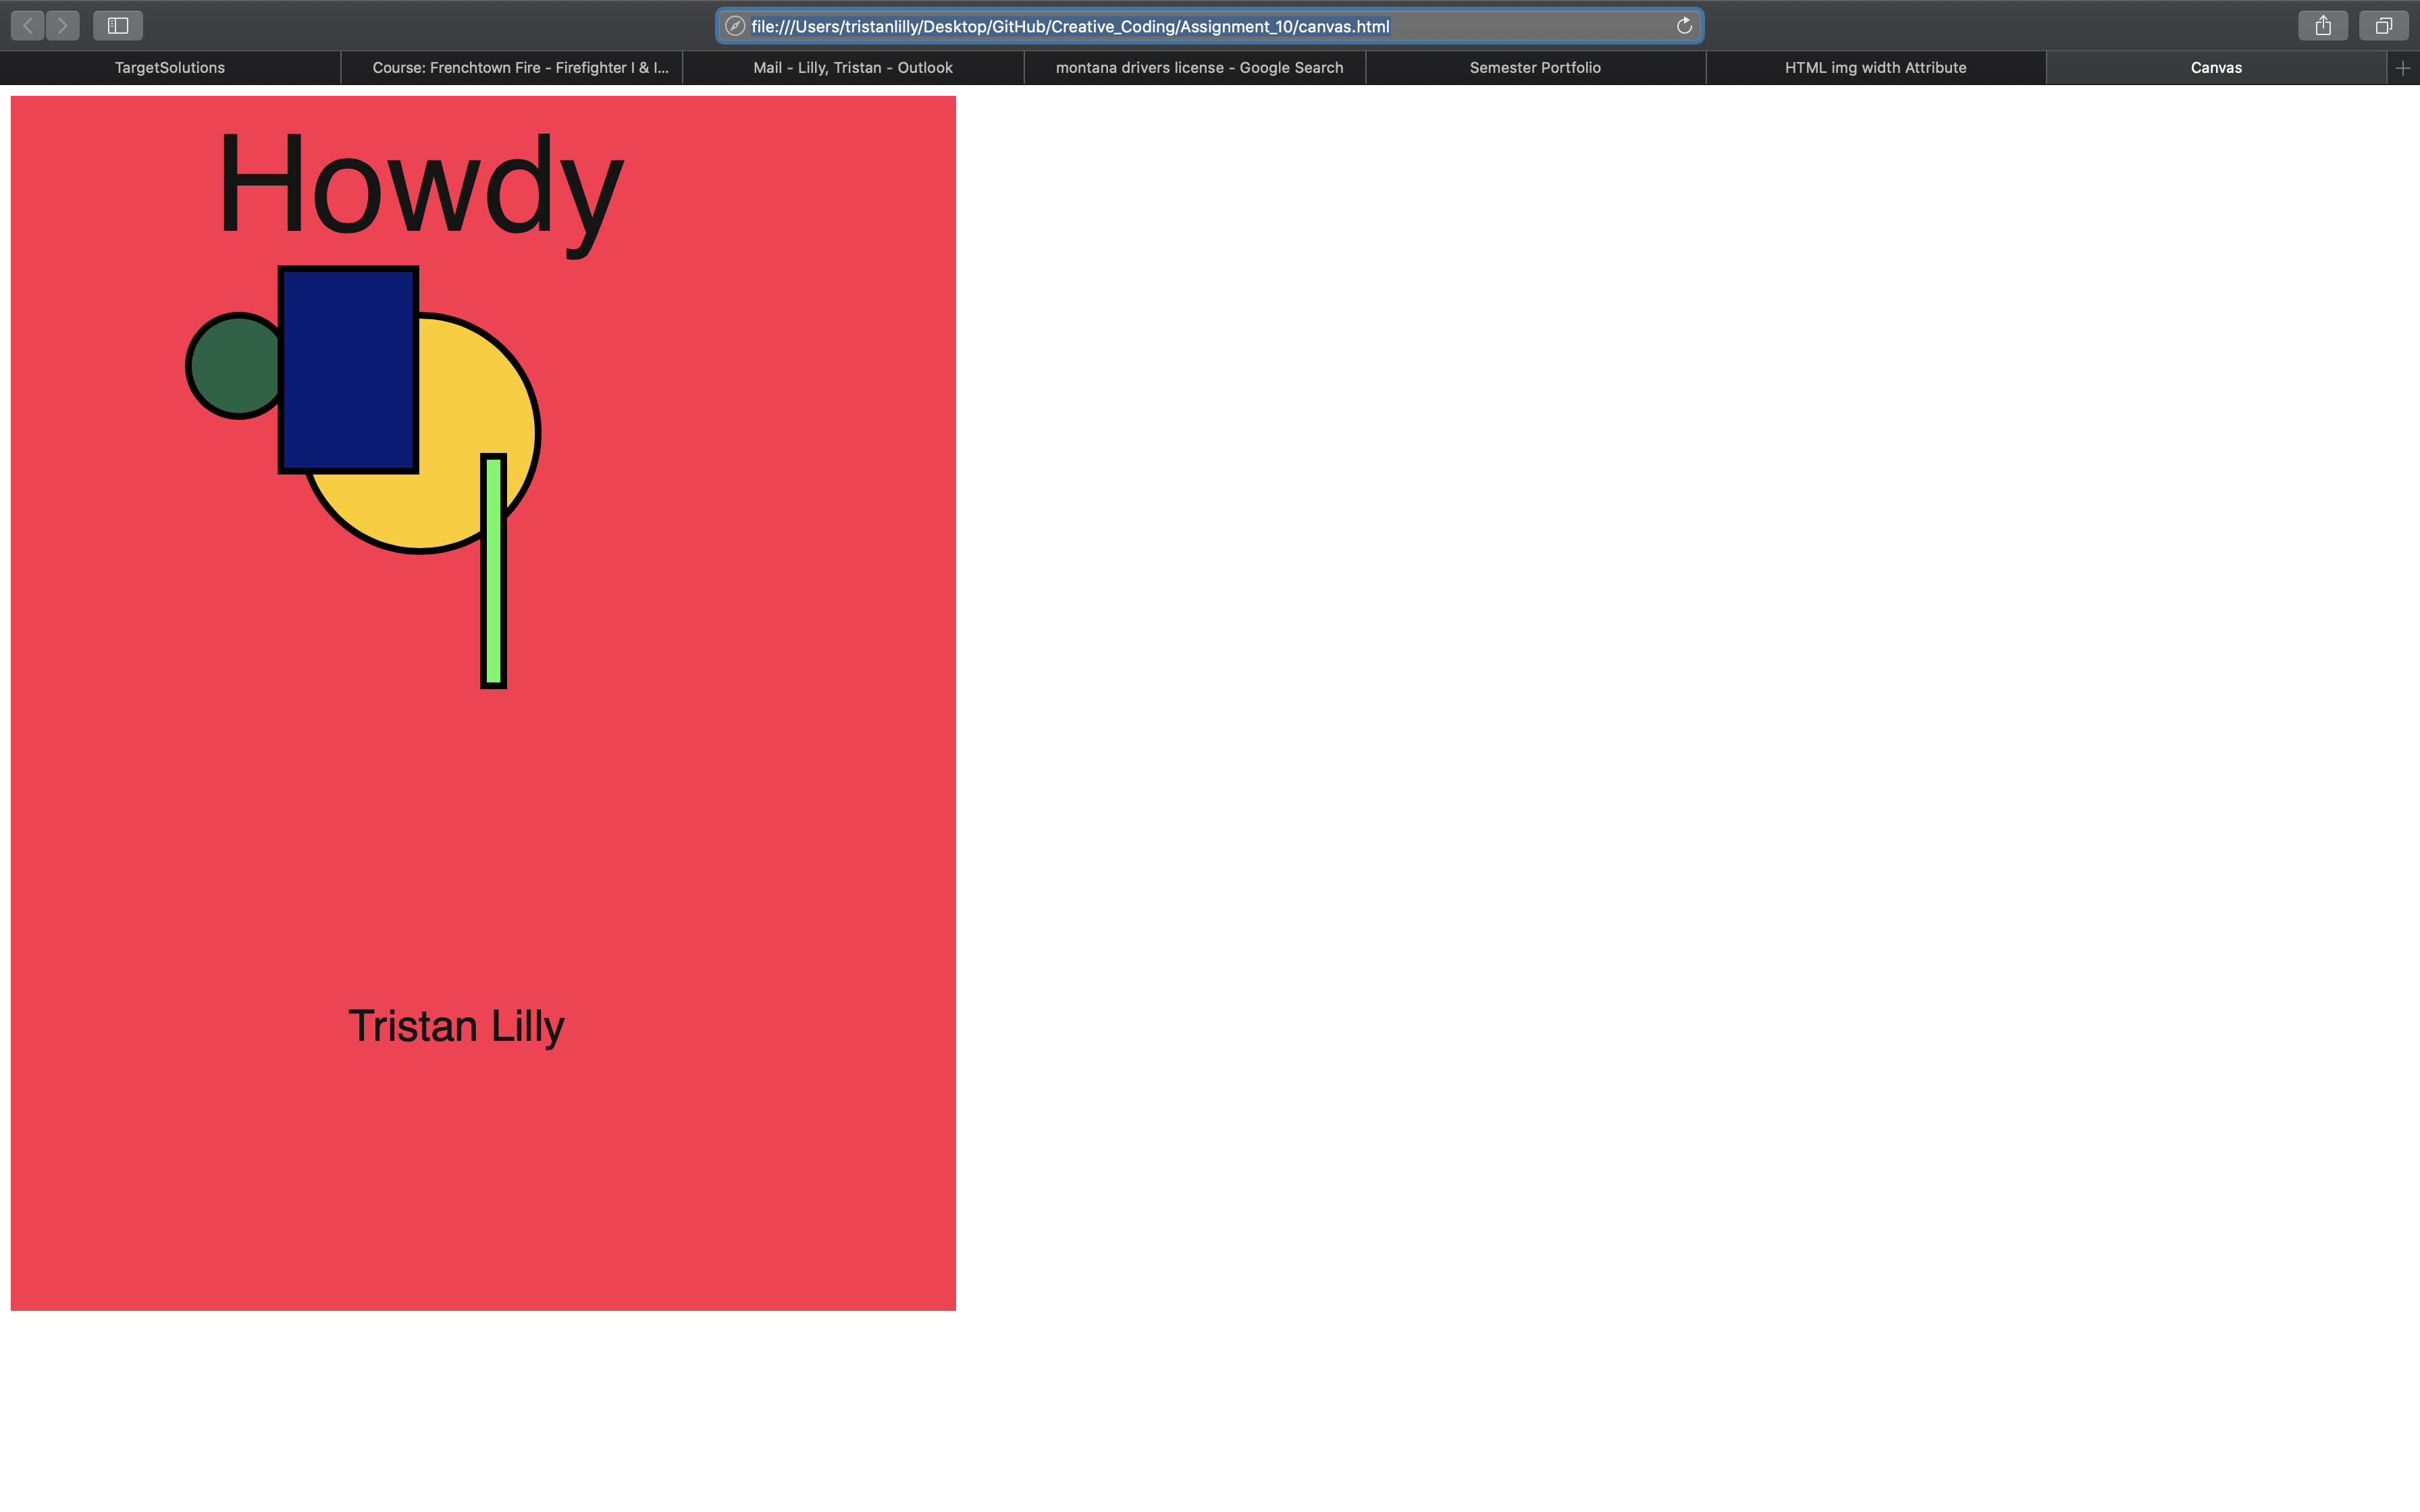 file:///Users/tristanlilly/Desktop/GitHub/Creative_Coding/Assignment_10/canvas.html
TargetSolutions
Course: Frenchtown Fire - Firefighter I & I...
Mail - Lilly, Tristan - Outlook
montana drivers license - Google Search
Semester Portfolio
HTML img width Attribute
Canvas
Howdy
Tristan Lilly